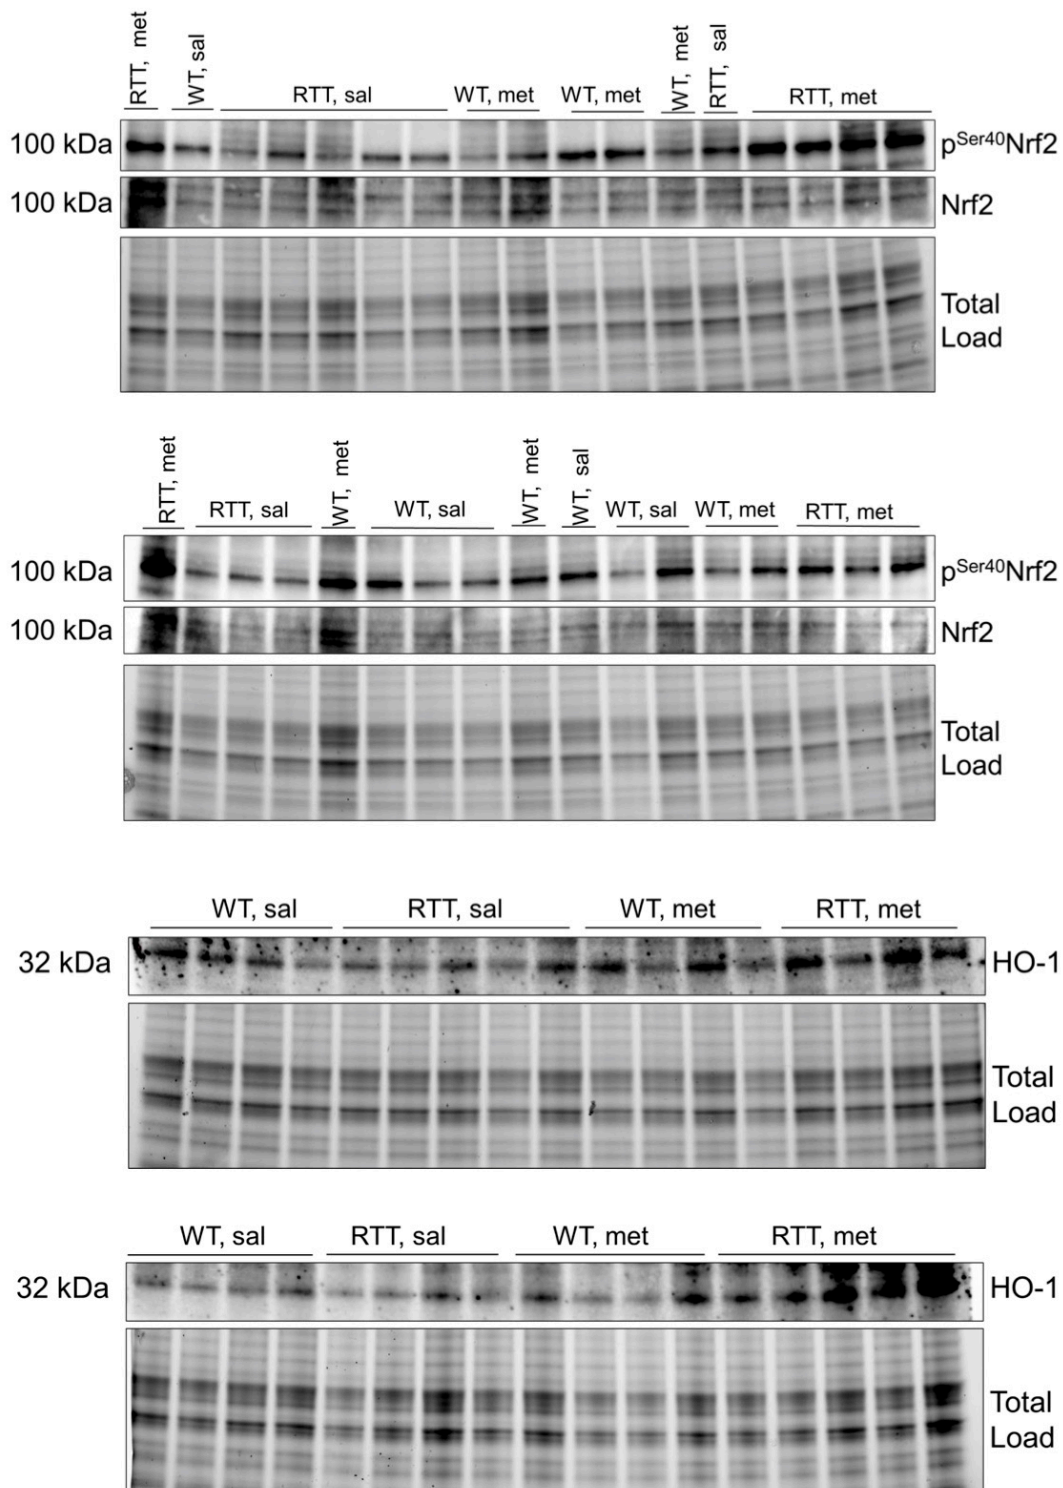 RTT, met
WT, sal
RTT, sal
WT, met
WT, met
WT, met
RTT, sal
RTT, met
100 kDa
pSer40Nrf2
100 kDa
Nrf2
Total
Load
RTT, met
RTT, sal
WT, met
WT, sal
WT, met
WT, sal
WT, sal
WT, met
RTT, met
100 kDa
pSer40Nrf2
100 kDa
Nrf2
Total
Load
WT, sal
RTT, sal
WT, met
RTT, met
32 kDa
HO-1
Total
Load
WT, sal
RTT, sal
WT, met
RTT, met
32 kDa
HO-1
Total
Load